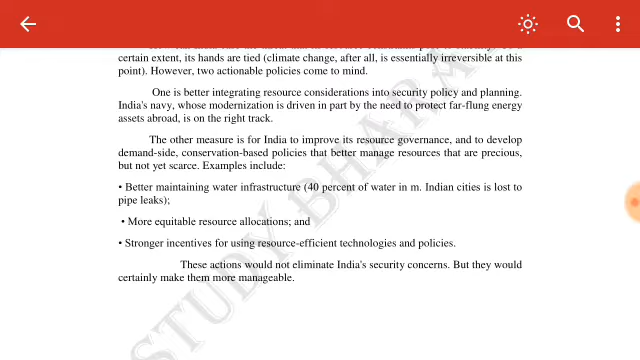 certain extent, its hands are tied (climate change, after all, is essentially irreversible at this
point). However, two actionable policies come to mind.
One is better integrating resource considerations into security policy and planning.
India's navy, whose modernization is driven in part by the need to protect far-flung energy
assets abroad, is on the right track.
The other measure is for India to improve its resource governance, and to develop
demand-side, conservation-based policies that better manage resources that are precious,
but not yet scarce. Examples include:
• Better maintaining water infrastructure (40 percent of water in m. Indian cities is lost to
pipe leaks);
• More equitable resource allocations; and
• Stronger incentives for using resource-efficient technologies and policies.
These actions would not eliminate India's security concerns. But they would
certainly make them more manageable.
STUDY BHARAT